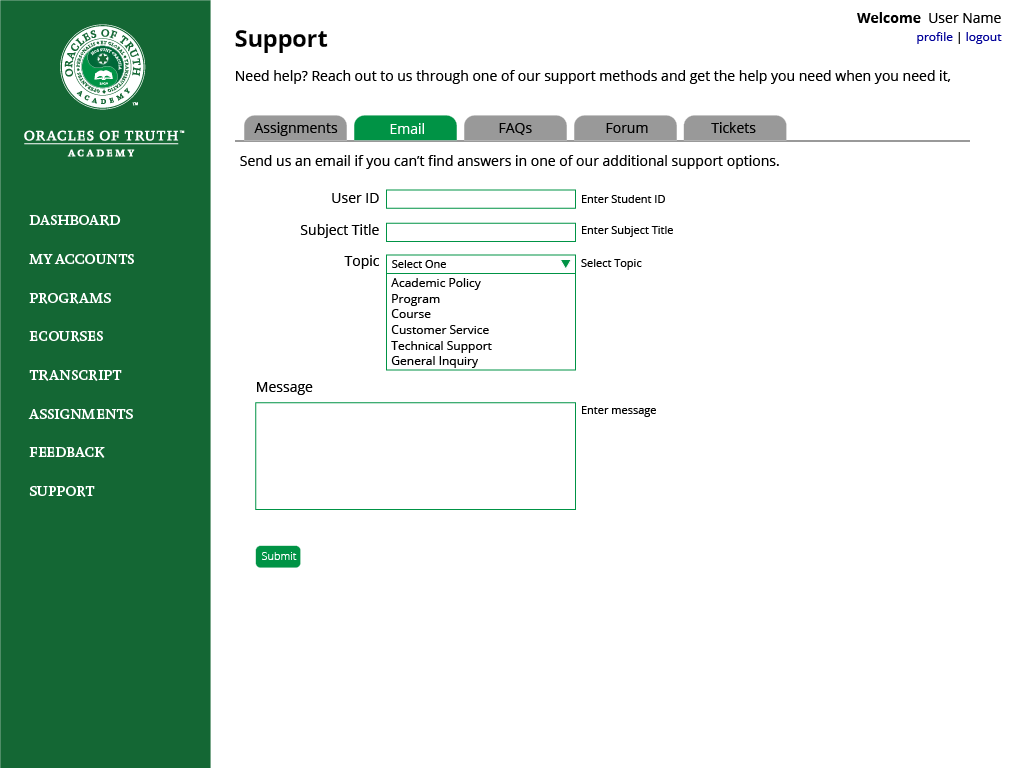 Welcome User Name
profile | logout
ORACLES OF TRUTH
ACADEMY
™
ORACLES OF TRUTH™
ACADEMY
DASHBOARD
MY ACCOUNTS
PROGRAMS
ECOURSES
TRANSCRIPT
ASSIGNMENTS
FEEDBACK
SUPPORT
Support
Need help? Reach out to us through one of our support methods and get the help you need when you need it,
Assignments Email FAQs Forum Tickets
Send us an email if you can’t find answers in one of our additional support options.
User ID Enter Student ID
Subject Title Enter Subject Title
Topic Select One Select Topic
Academic Policy
Program
Course
Customer Service
Technical Support
General Inquiry
Message
Enter message
Submit